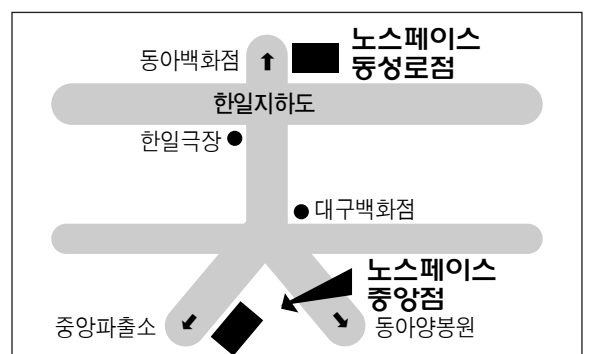 노스페이스
동성로점
동아백화점
한일지하도
한일극장
대구백화점
노스페이스
중앙점
중앙파출소
동아양봉원